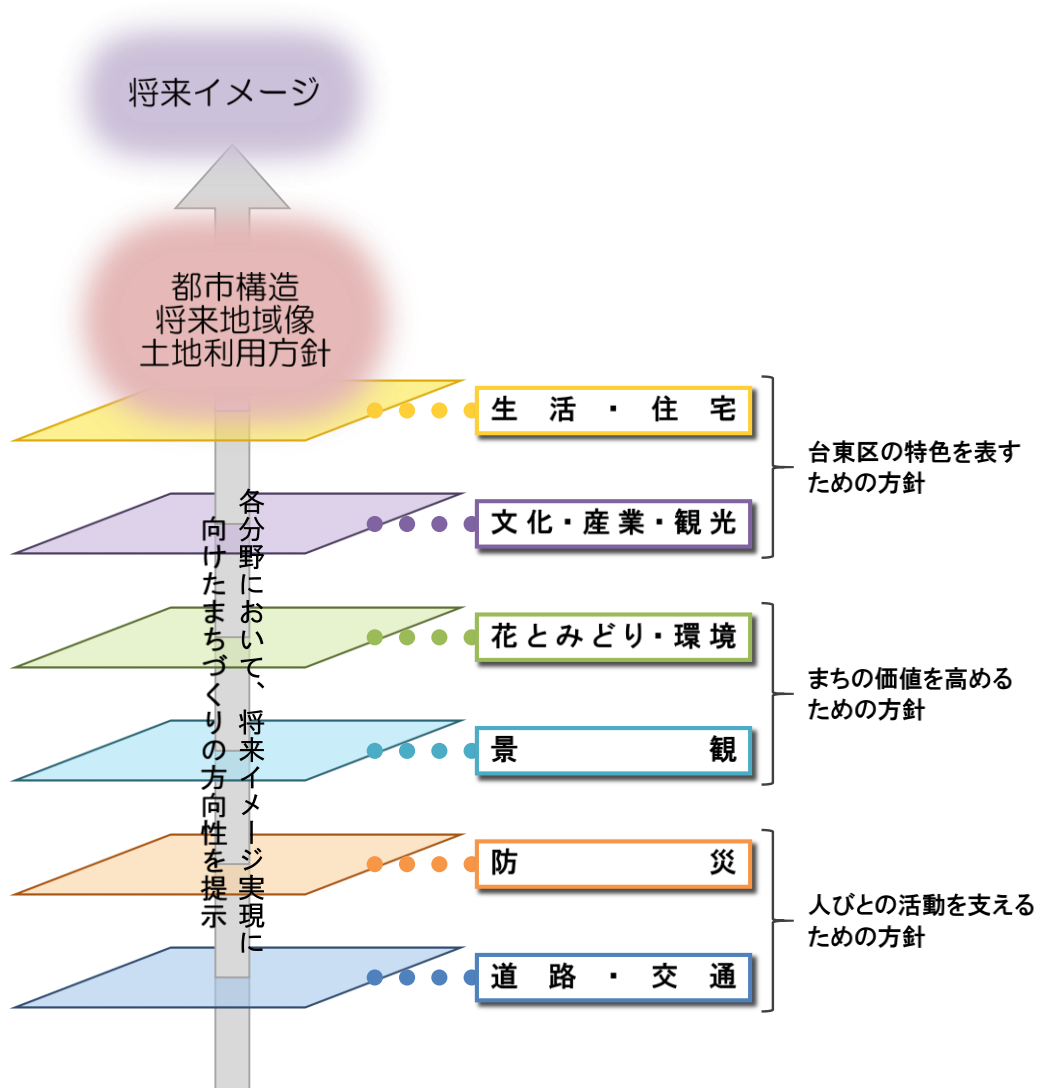 将来イメージ
都市構造
将来地域像
土地利用方針
生活・住宅
文化・産業・観光
台東区の特色を表す
ための方針
花とみどり・環境
景観
まちの価値を高める
ための方針
防災
道路・交通
人びとの活動を支える
ための方針
各分野において、将来イメージ実現に
向けたまちづくりの方向性を提示